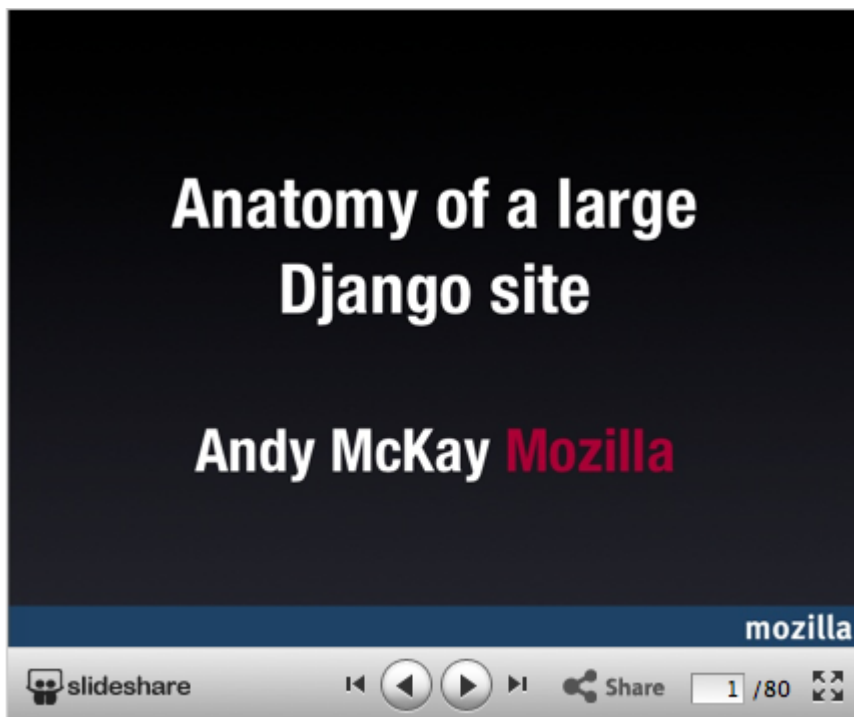 Anatomy of a large
Django site
Andy McKay Mozilla
mozilla
slideshare Share 1 /80